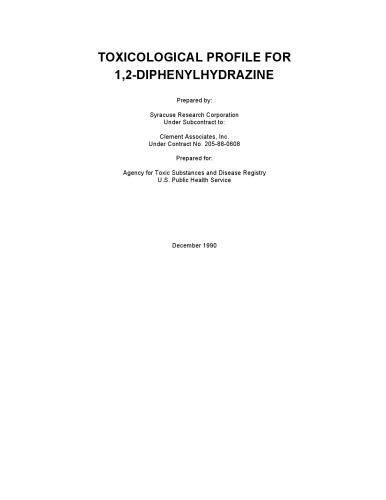 TOXICOLOGICAL PROFILE FOR
1,2-DIPHENYLHYDRAZINE
Prepared by:
Syracuse Research Corporation
Under Subcontract to:
Clement Associates, Inc.
Under Contract No. 205-88-0608
Prepared for:
Agency for Toxic Substances and Disease Registry
U.S. Public Health Service
December 1990